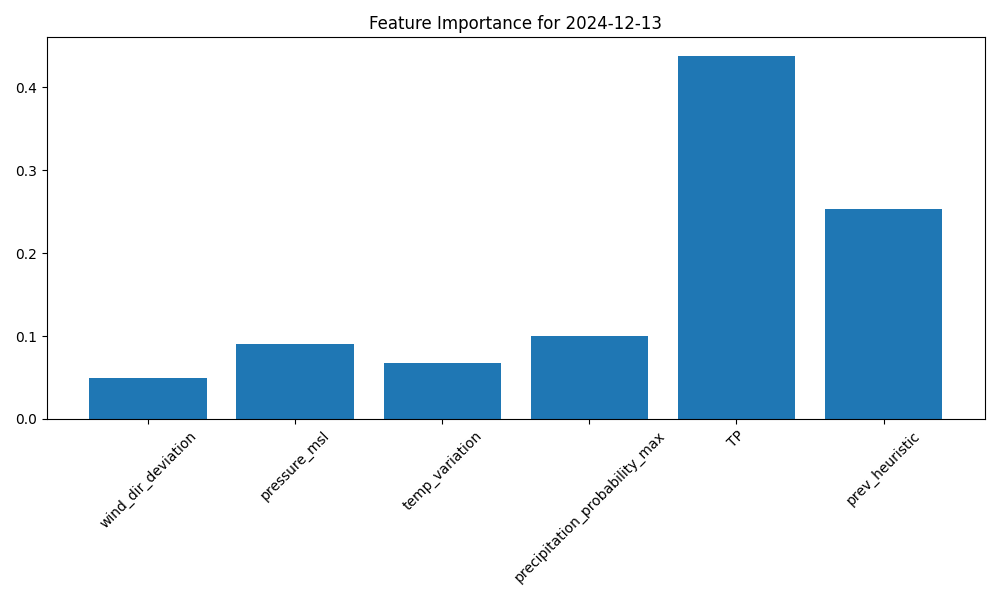 Feature Importance for 2024-12-13
0.4
0.3
0.2
0.1
0.0
wind_dir_deviation
pressure_msl
temp_variation
precipitation_probability_max
TP
prev_heuristic